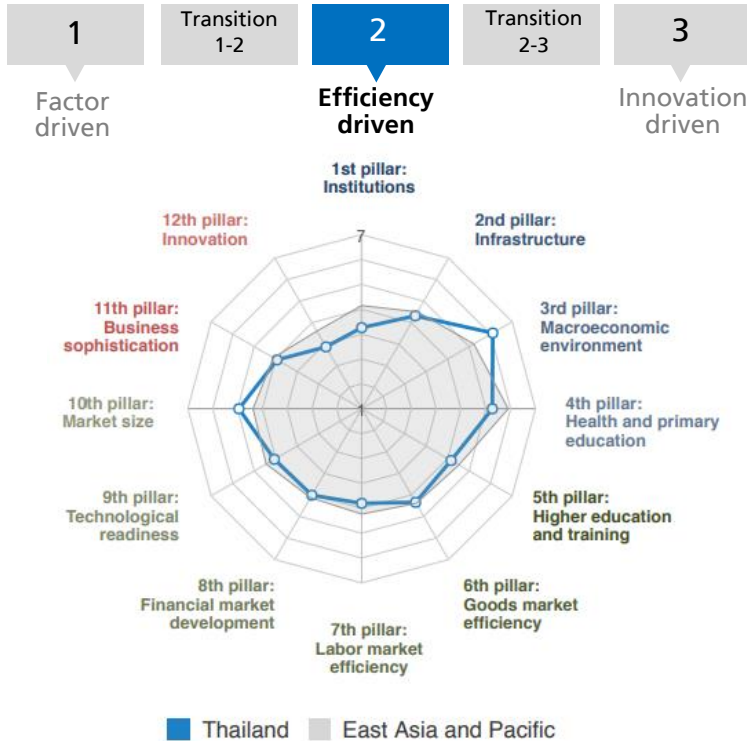 1
Transition
1-2
2
Transition
2-3
3
Factor
driven
Efficiency
driven
Innovation
driven
1st pillar:
Institutions
2nd pillar:
Infrastructure
3rd pillar:
Macroeconomic
environment
4th pillar:
Health and primary
education
5th pillar:
Higher education
and training
6th pillar:
Goods market
efficiency
7th pillar:
Labor market
efficiency
8th pillar:
Financial market
development
9th pillar:
Technological
readiness
10th pillar:
Market size
11th pillar:
Business
sophistication
12th pillar:
Innovation
7
1
Thailand
East Asia and Pacific